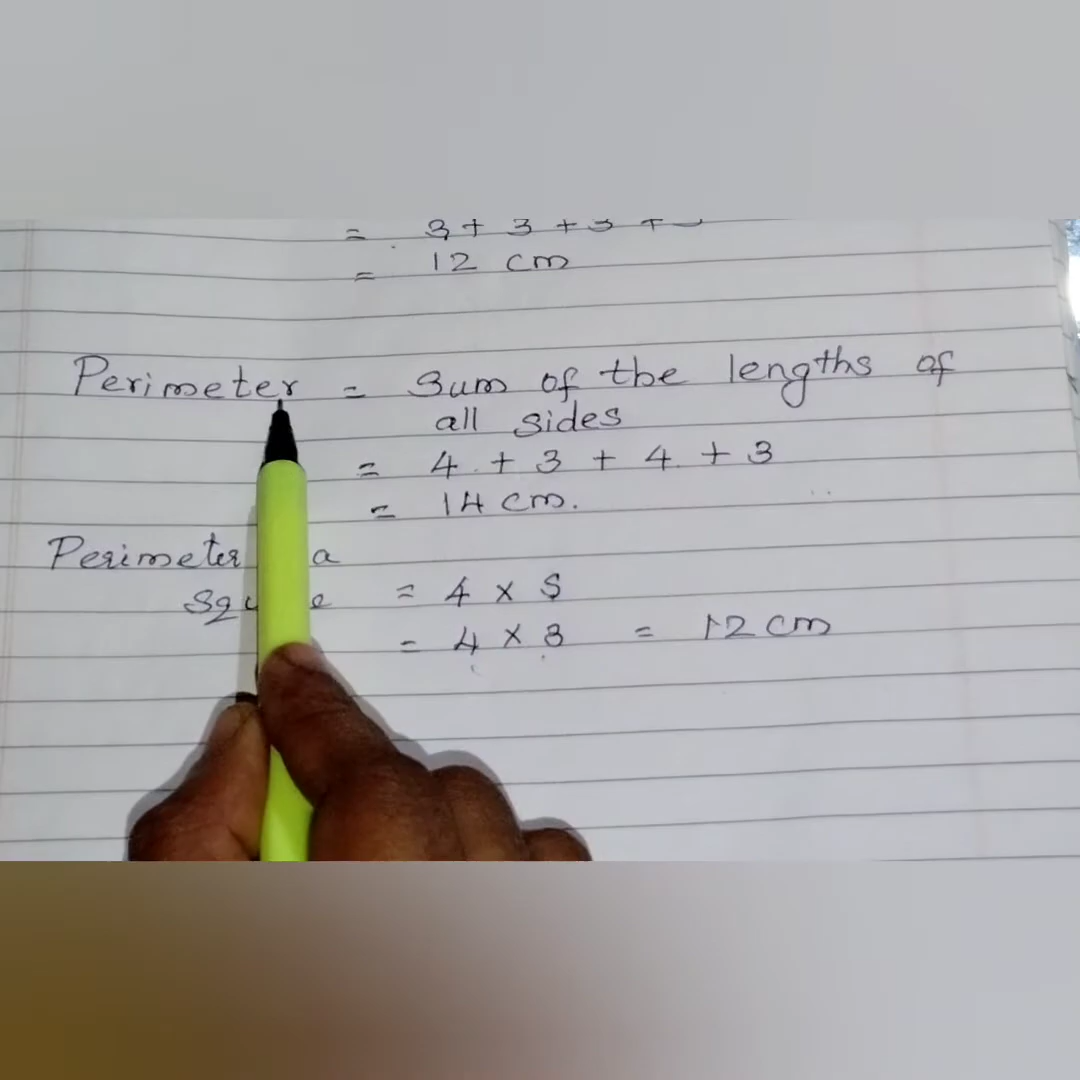 = 3 + 3 + 3 +
= 12 cm
Perimeter = Sum of the lengths of
all sides
= 4 + 3 + 4 + 3
= 14 cm.
Perimeter a
= 4 x S
= 4 x 3 = 12 cm